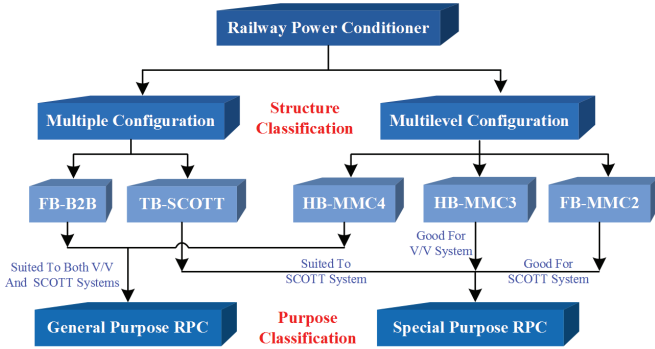 Railway Power Conditioner
Structure
Classification
Multiple Configuration
Multilevel Configuration
FB-B2B
TB-SCOTT
HB-MMC4
HB-MMC3
FB-MMC2
Good For
V/V System
Suited To Both V/V
And SCOTT Systems
Suited To
SCOTT System
Good For
SCOTT System
General Purpose RPC
Purpose
Classification
Special Purpose RPC